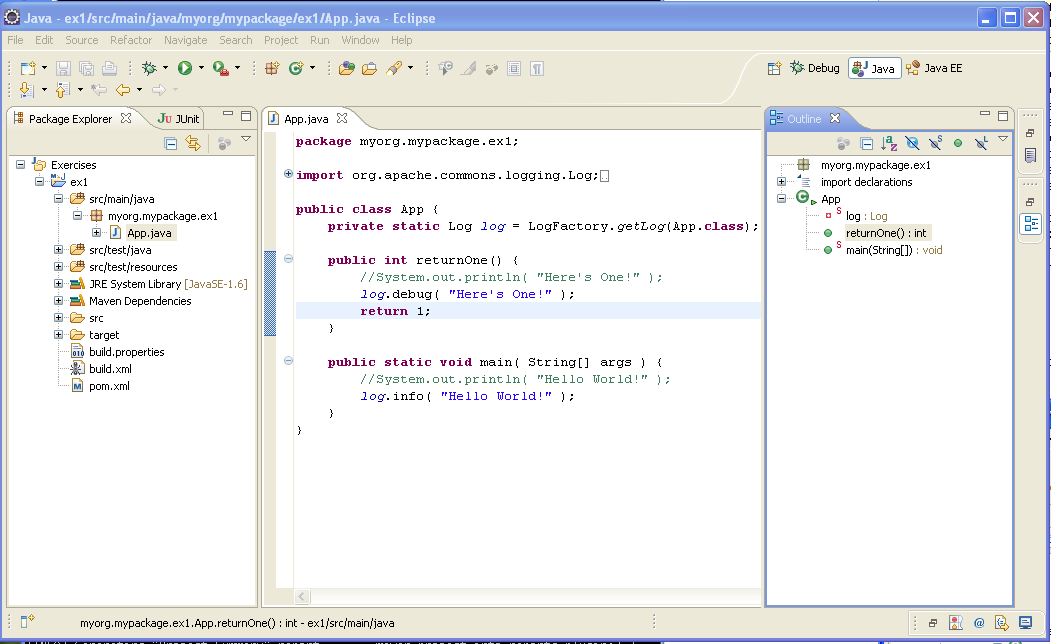 Java - ex1/src/main/java/myorg/mypackage/ex1/App.java - Eclipse
File Edit Source Refactor Navigate Search Project Run Window Help
Debug Java Java EE
Package Explorer JUnit
Exercises
ex1
src/main/java
myorg.mypackage.ex1
App.java
src/test/java
src/test/resources
JRE System Library [JavaSE-1.6]
Maven Dependencies
src
target
build.properties
build.xml
pom.xml
App.java
package myorg.mypackage.ex1;
import org.apache.commons.logging.Log;
public class App {
private static Log log = LogFactory.getLog(App.class);
public int returnOne() {
//System.out.println( "Here's One!" );
log.debug( "Here's One!" );
return 1;
}
public static void main( String[] args ) {
//System.out.println( "Hello World!" );
log.info( "Hello World!" );
}
}
Outline
myorg.mypackage.ex1
import declarations
App
log : Log
returnOne() : int
main(String[]) : void
myorg.mypackage.ex1.App.returnOne() : int - ex1/src/main/java